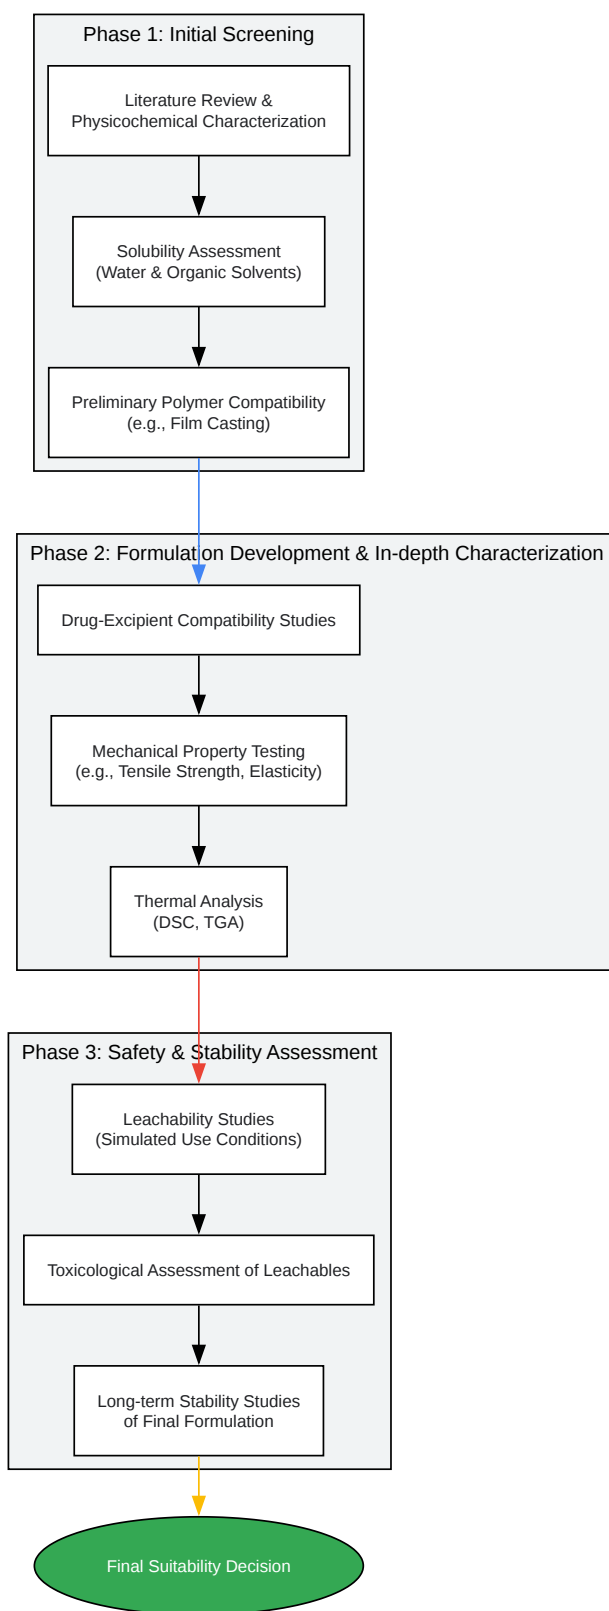 Phase 1: Initial Screening
Literature Review &
Physicochemical Characterization
Solubility Assessment
(Water & Organic Solvents)
Preliminary Polymer Compatibility
(e.g., Film Casting)
Phase 2: Formulation Development & In-depth Characterization
Drug-Excipient Compatibility Studies
Mechanical Property Testing
(e.g., Tensile Strength, Elasticity)
Thermal Analysis
(DSC, TGA)
Phase 3: Safety & Stability Assessment
Leachability Studies
(Simulated Use Conditions)
Toxicological Assessment of Leachables
Long-term Stability Studies
of Final Formulation
Final Suitability Decision